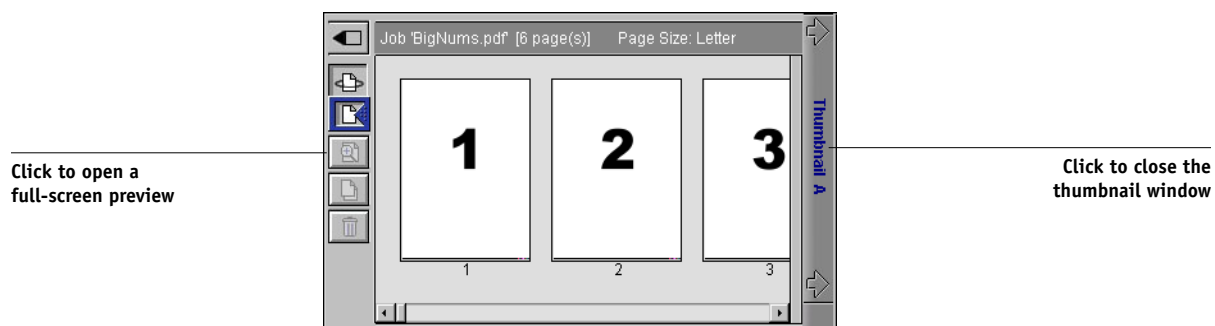 Job 'BigNums.pdf' [6 page(s)] Page Size: Letter
1 2 3
1 2 3
Thumbnail A
Click to open a
full-screen preview
Click to close the
thumbnail window